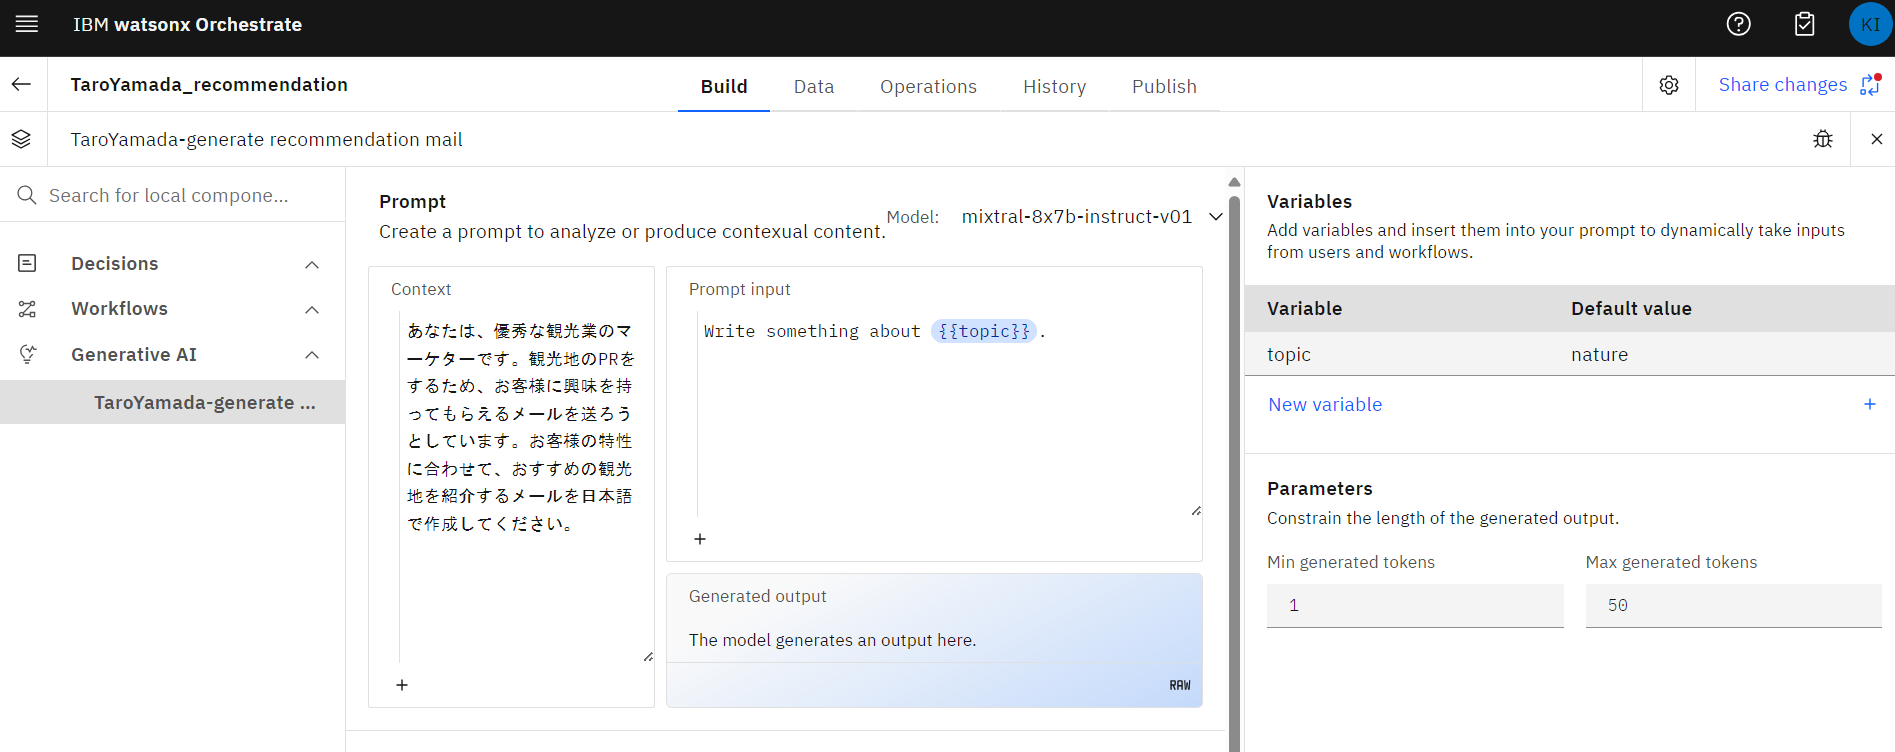 IBM watsonx Orchestrate
KI
TaroYamada_recommendation
Build
Data
Operations
History
Publish
Share changes
TaroYamada-generate recommendation mail
Search for local compone...
Decisions
Workflows
Generative AI
TaroYamada-generate ...
Prompt
Create a prompt to analyze or produce contexual content.
Model: mixtral-8x7b-instruct-v01
Context
あなたは、優秀な観光業のマ
ーケターです。観光地のPRを
するため、お客様に興味を持
ってもらえるメールを送ろう
としています。お客様の特性
に合わせて、おすすめの観光
地を紹介するメールを日本語
で作成してください。
+
Prompt input
Write something about {{topic}}.
+
Generated output
The model generates an output here.
RAW
Variables
Add variables and insert them into your prompt to dynamically take inputs
from users and workflows.
Variable Default value
topic nature
New variable +
Parameters
Constrain the length of the generated output.
Min generated tokens Max generated tokens
1 50